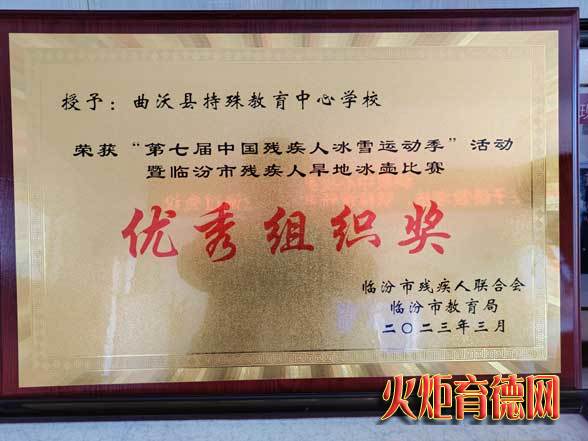 授予：曲沃县特殊教育中心学校
荣获“第七届中国残疾人冰雪运动季”活动
暨临汾市残疾人旱地冰壶比赛
优秀组织奖
临汾市残疾人联合会
临汾市教育局
二〇二三年三月
火炬育德网